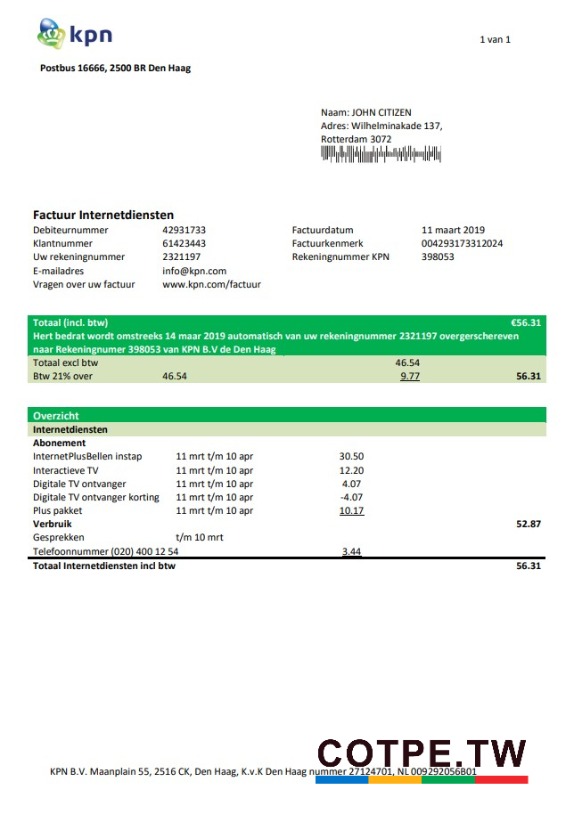 kpn
1 van 1
Postbus 16666, 2500 BR Den Haag
Naam: JOHN CITIZEN
Adres: Wilhelminakade 137,
Rotterdam 3072
Factuur Internetdiensten
Debiteurnummer 42931733 Factuurdatum 11 maart 2019
Klantnummer 61423443 Factuurkenmerk 004293173312024
Uw rekeningnummer 2321197 Rekeningnummer KPN 398053
E-mailadres info@kpn.com
Vragen over uw factuur www.kpn.com/factuur
Totaal (incl. btw) €56.31
Hert bedrat wordt omstreeks 14 maar 2019 automatisch van uw rekeningnummer 2321197 overgerschereven
naar Rekeningnumer 398053 van KPN B.V de Den Haag
Totaal excl btw 46.54
Btw 21% over 46.54 9.77 56.31
Overzicht
Internetdiensten
Abonement
InternetPlusBellen instap 11 mrt t/m 10 apr 30.50
Interactieve TV 11 mrt t/m 10 apr 12.20
Digitale TV ontvanger 11 mrt t/m 10 apr 4.07
Digitale TV ontvanger korting 11 mrt t/m 10 apr -4.07
Plus pakket 11 mrt t/m 10 apr 10.17
Verbruik 52.87
Gesprekken t/m 10 mrt
Telefoonnummer (020) 400 12 54 3.44
Totaal Internetdiensten incl btw 56.31
COTPE.TW
KPN B.V. Maanplain 55, 2516 CK, Den Haag, K.v.K Den Haag nummer 27124701, NL 009292056B01